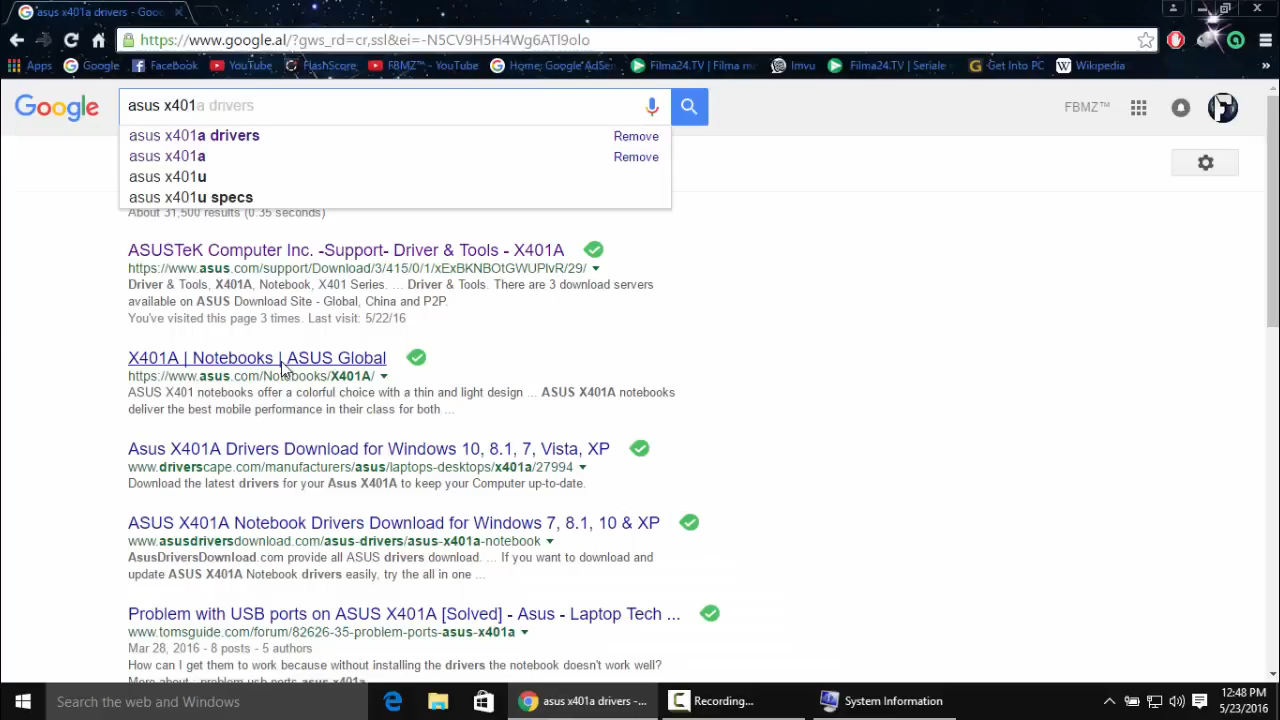 asus x401a drivers - Goo
https://www.google.al/?gws_rd=cr,ssl&ei=-N5CV9H5H4Wg6ATl9olo
Apps Google Facebook YouTube FlashScore FBMZ™ - YouTube Home: Google AdSen Filma24.TV | Filma m Imvu Filma24.TV | Seriale Get Into PC Wikipedia »
Google asus x401a drivers FBMZ™
asus x401a drivers Remove
asus x401a Remove
asus x401u
asus x401u specs
About 31,500 results (0.35 seconds)
ASUSTeK Computer Inc. -Support- Driver & Tools - X401A
https://www.asus.com/support/Download/3/415/0/1/xExBKNBOtGWUPlvR/29/
Driver & Tools, X401A, Notebook, X401 Series. ... Driver & Tools. There are 3 download servers
available on ASUS Download Site - Global, China and P2P.
You've visited this page 3 times. Last visit: 5/22/16
X401A | Notebooks | ASUS Global
https://www.asus.com/Notebooks/X401A/
ASUS X401 notebooks offer a colorful choice with a thin and light design ... ASUS X401A notebooks
deliver the best mobile performance in their class for both ...
Asus X401A Drivers Download for Windows 10, 8.1, 7, Vista, XP
www.driverscape.com/manufacturers/asus/laptops-desktops/x401a/27994
Download the latest drivers for your Asus X401A to keep your Computer up-to-date.
ASUS X401A Notebook Drivers Download for Windows 7, 8.1, 10 & XP
www.asusdriversdownload.com/asus-drivers/asus-x401a-notebook
AsusDriversDownload.com provide all ASUS drivers download. ... If you want to download and
update ASUS X401A Notebook drivers easily, try the all in one ...
Problem with USB ports on ASUS X401A [Solved] - Asus - Laptop Tech ...
www.tomsguide.com/forum/82626-35-problem-ports-asus-x401a
Mar 28, 2016 - 8 posts - 5 authors
How can I get them to work because without installing the drivers the notebook doesn't work well?
More about : problem usb ports asus x401a
Search the web and Windows asus x401a drivers -... Recording... System Information 12:48 PM
5/23/2016